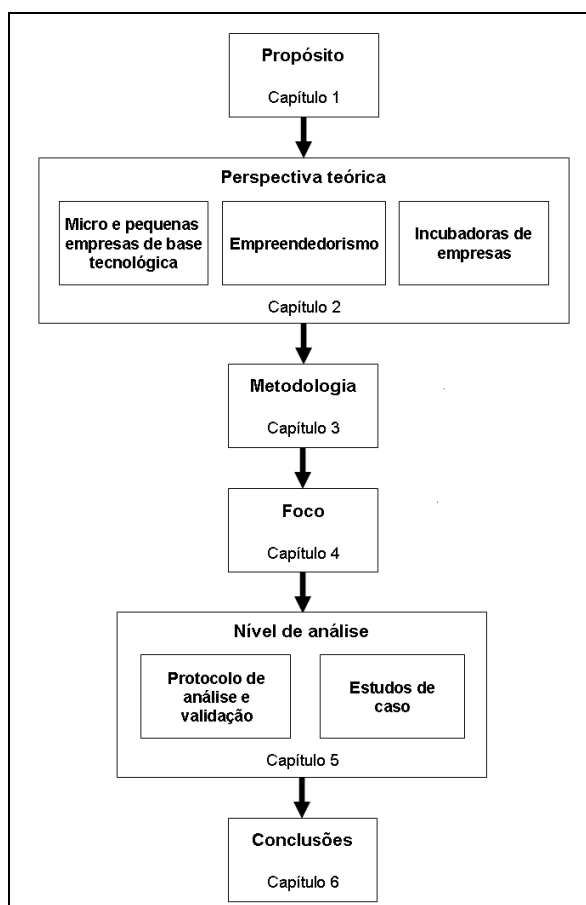 Propósito
Capítulo 1
Perspectiva teórica
Micro e pequenas
empresas de base
tecnológica
Empreendedorismo
Incubadoras de
empresas
Capítulo 2
Metodologia
Capítulo 3
Foco
Capítulo 4
Nível de análise
Protocolo de
análise e
validação
Estudos de
caso
Capítulo 5
Conclusões
Capítulo 6